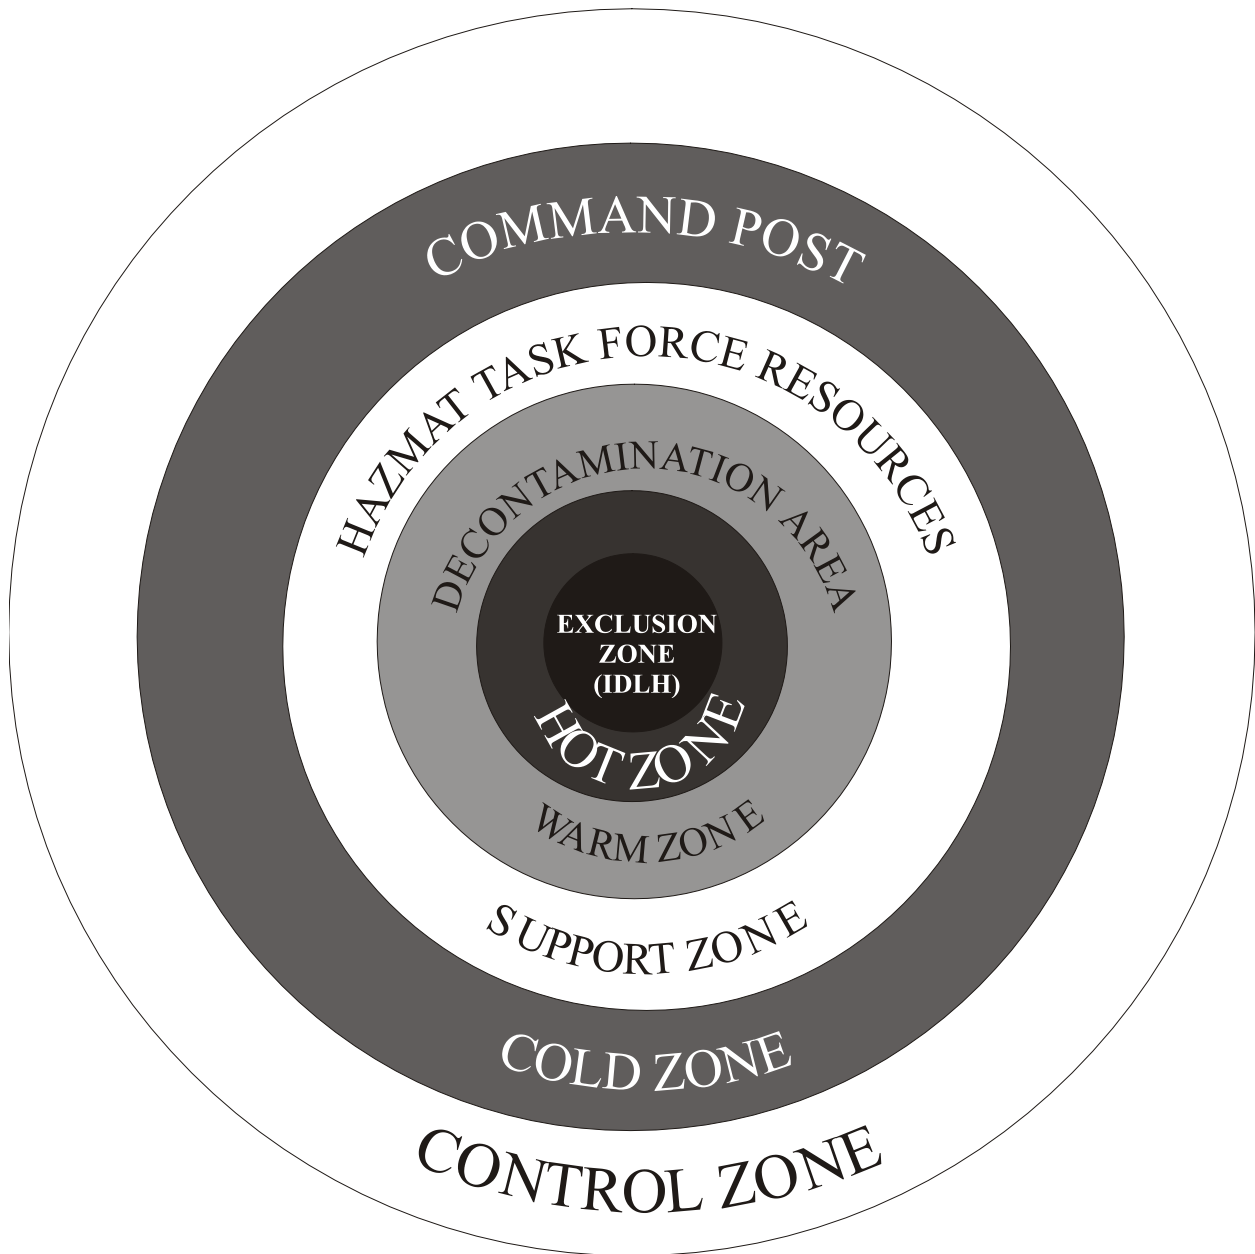 COMMAND POST
HAZMAT TASK FORCE RESOURCES
DECONTAMINATION AREA
EXCLUSION
ZONE
(IDLH)
HOT ZONE
WARM ZONE
SUPPORT ZONE
COLD ZONE
CONTROL ZONE